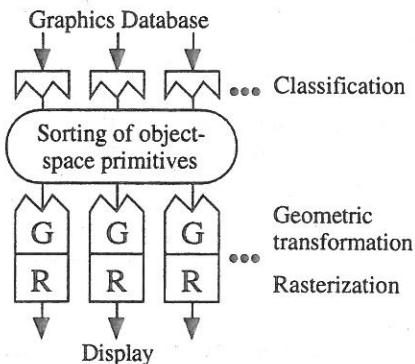 Graphics Database
Classification
Sorting of object-
space primitives
G G G
Geometric
transformation
R R R
Rasterization
Display